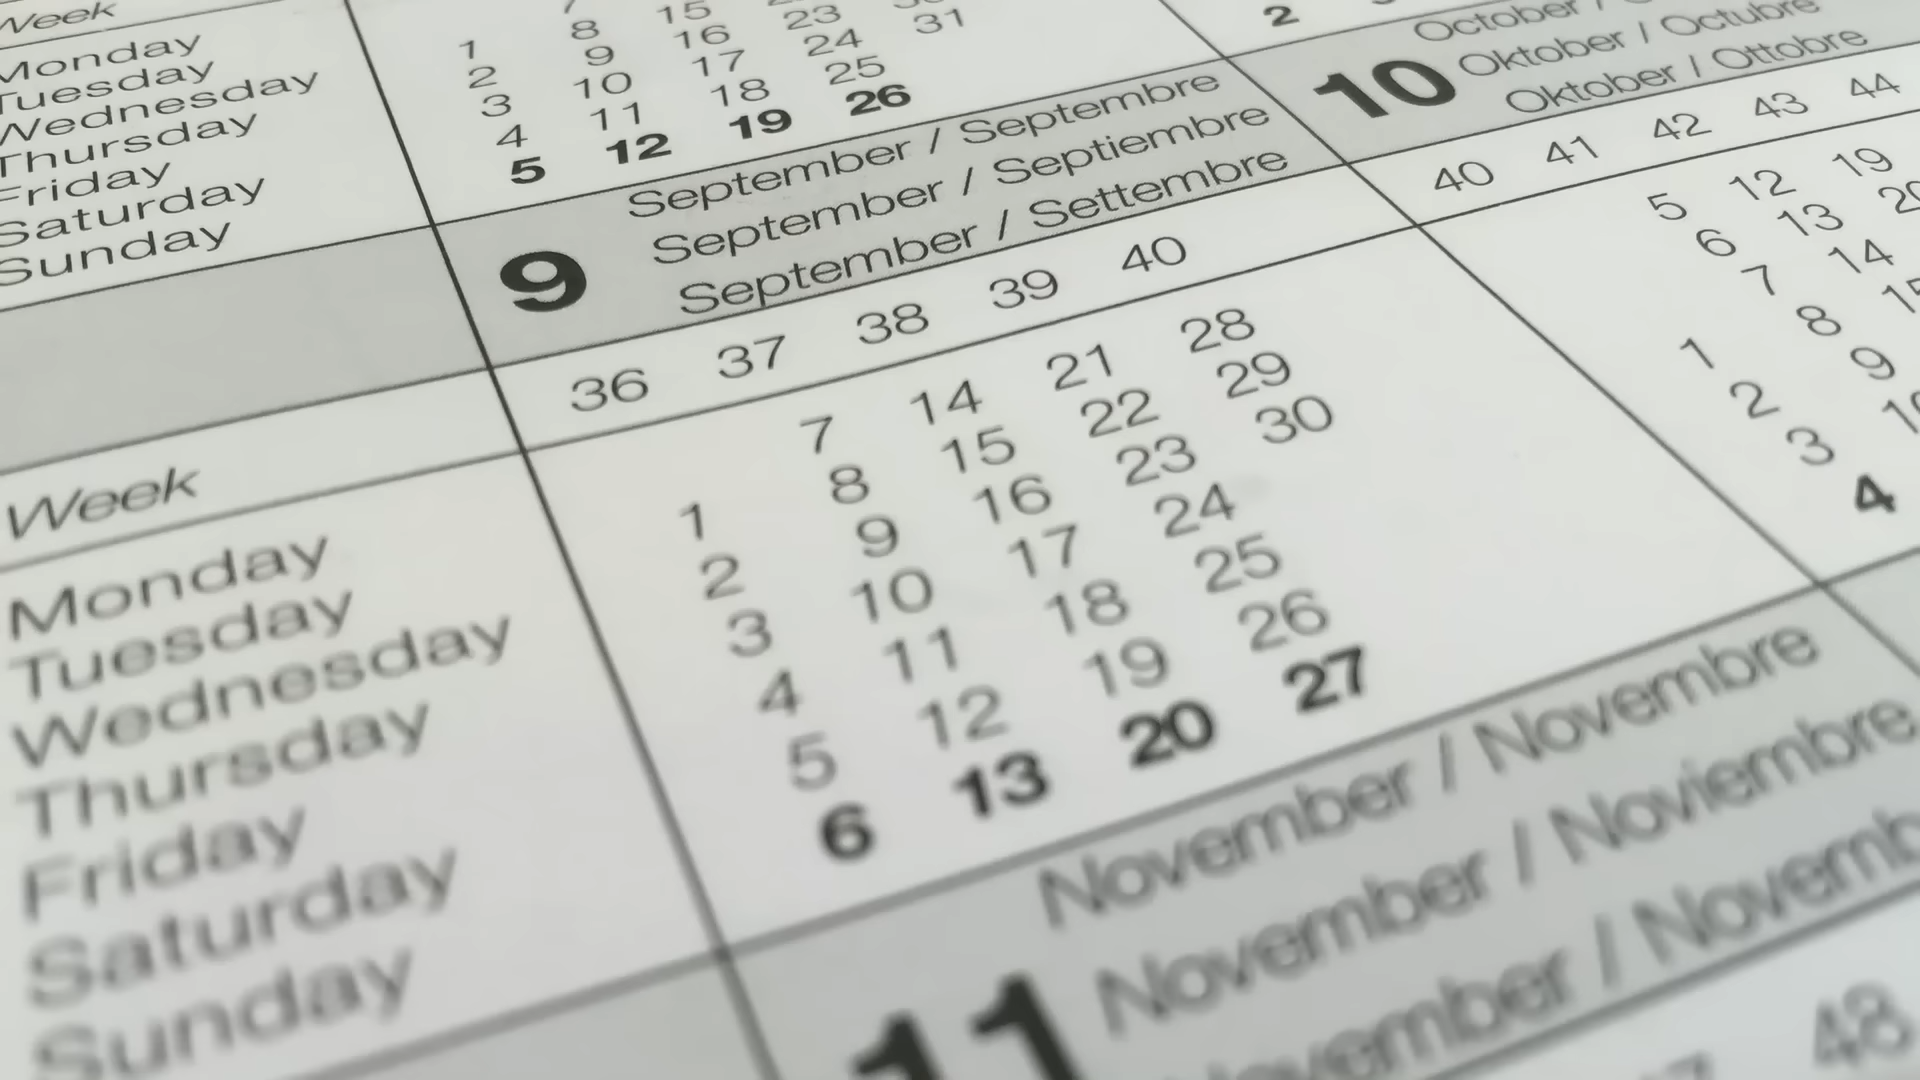 Week
Monday
Tuesday
Wednesday
Thursday
Friday
Saturday
Sunday
8 15
1 9 16 23 31
2 10 17 24
3 11 18 25
4 12 19 26
5
2
9
September / Septembre
September / Septiembre
September / Settembre
10
October /
Oktober / Octubre
Oktober / Ottobre
36 37 38 39 40
40 41 42 43 44
Week
Monday 7 14 21 28
Tuesday 1 8 15 22 29
Wednesday 2 9 16 23 30
Thursday 3 10 17 24
Friday 4 11 18 25
Saturday 5 12 19 26
Sunday 6 13 20 27
5 12 19
6 13
7 14
1 8
2 9
3
4
11
November / Novembre
November / Noviembre